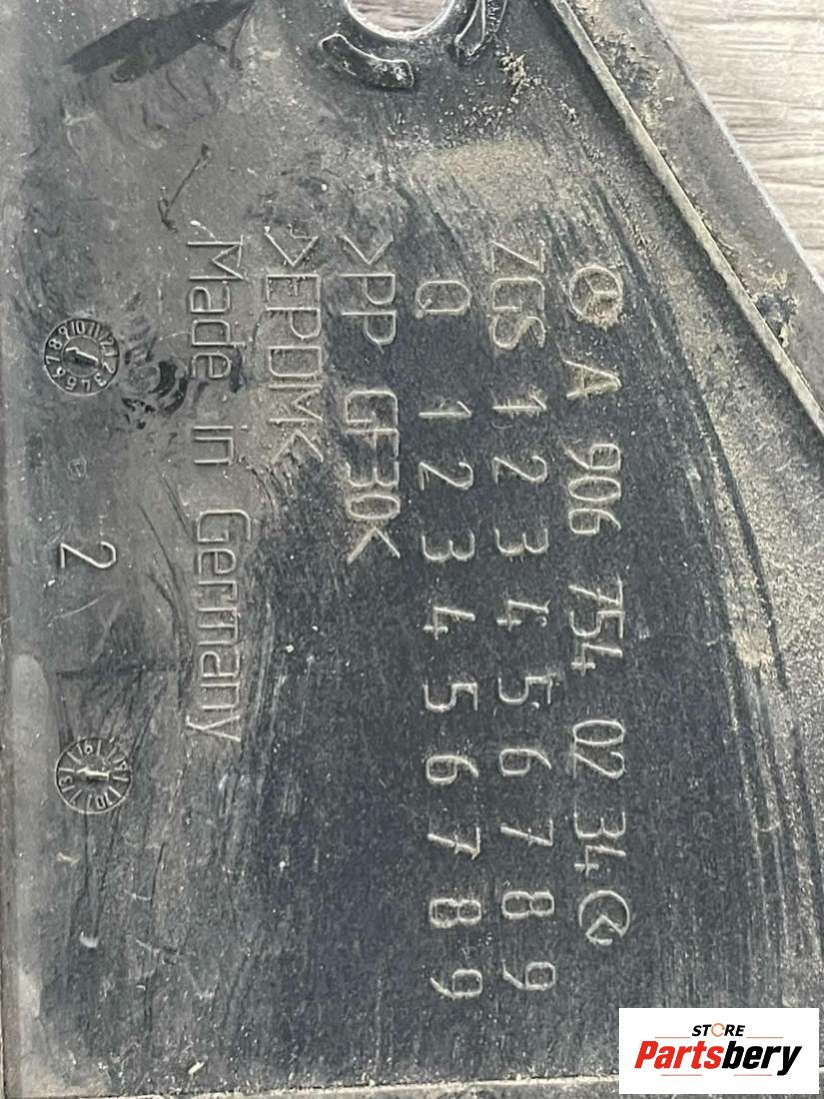 A 906 754 02 34
ZGS 1 2 3 4 5 6 7 8 9
Q 1 2 3 4 5 6 7 8 9
>PP GF30<
>EPDM<
Made in Germany
2
STORE
Partsbery